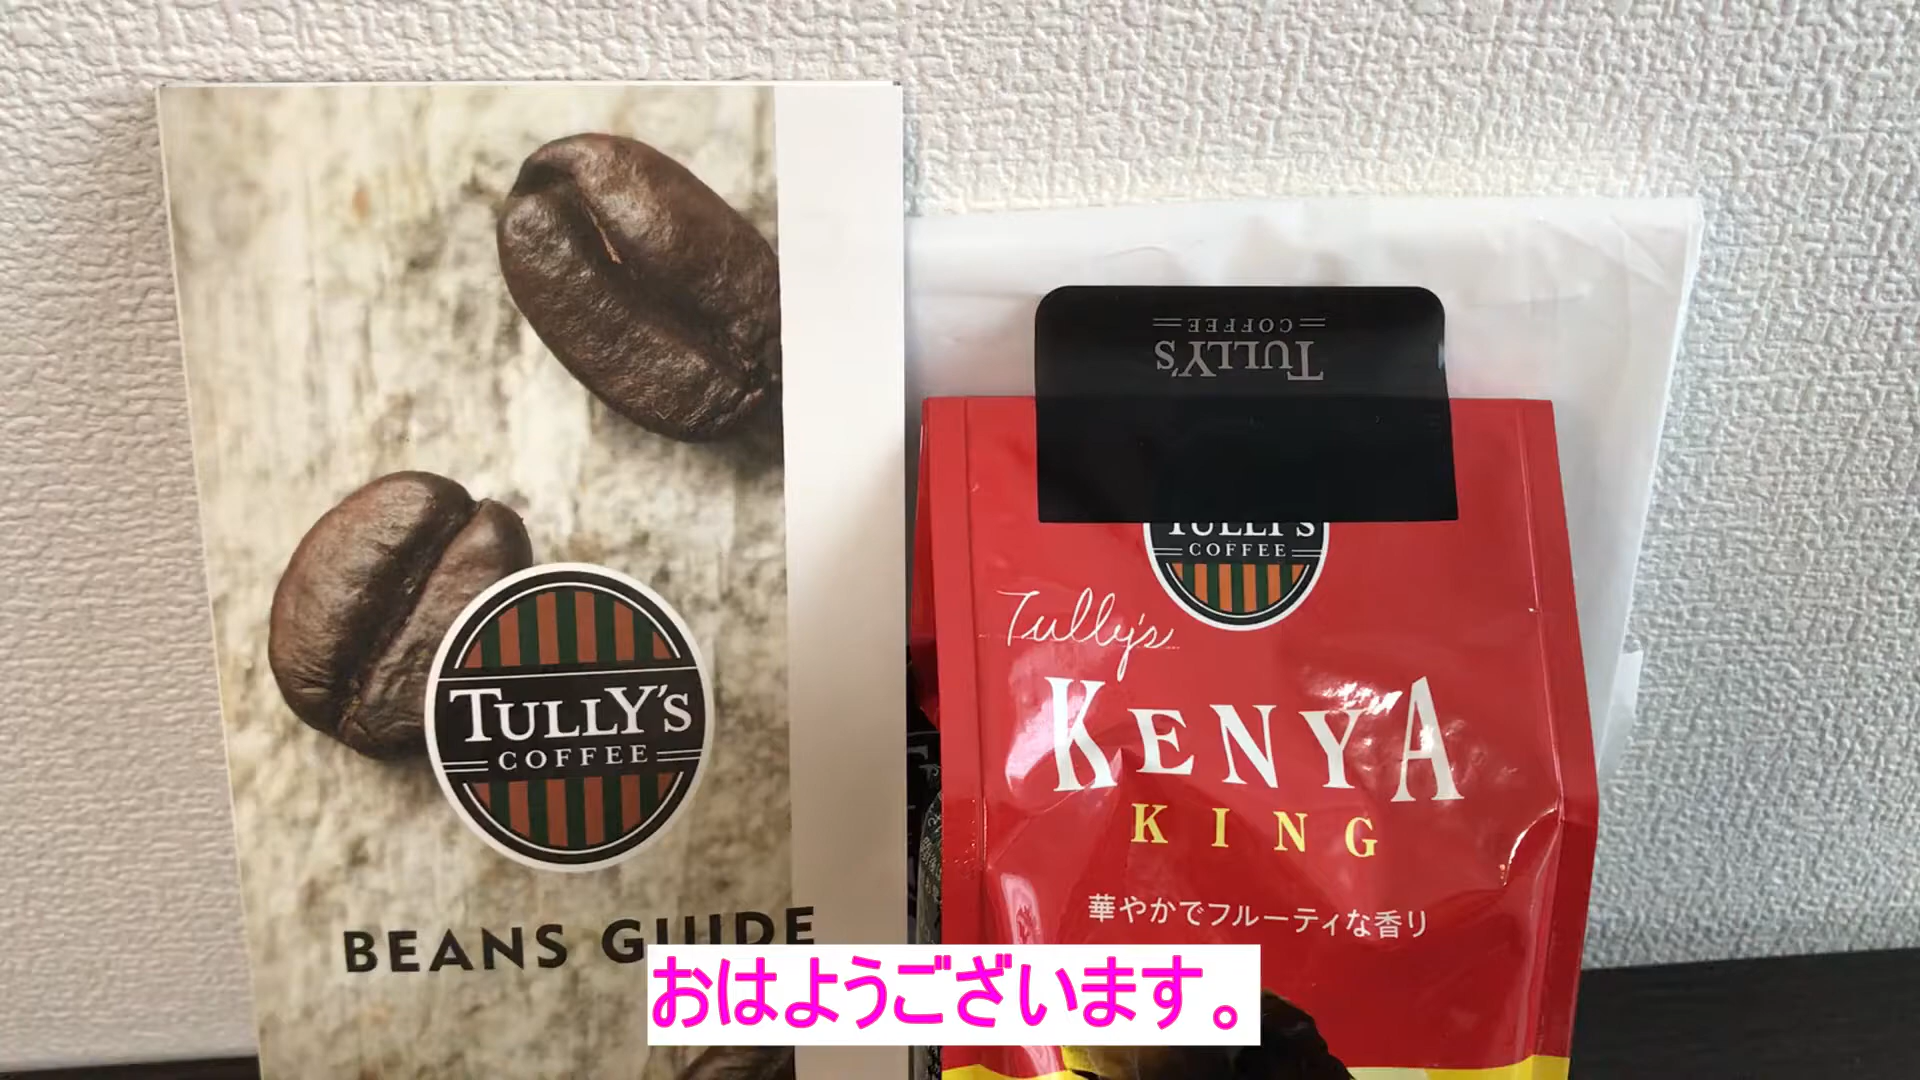 TULLY'S
COFFEE
BEANS GUIDE
TULLY'S
COFFEE
TULLY'S
COFFEE
Tully's
KENYA
KING
華やかでフルーティな香り
おはようございます。